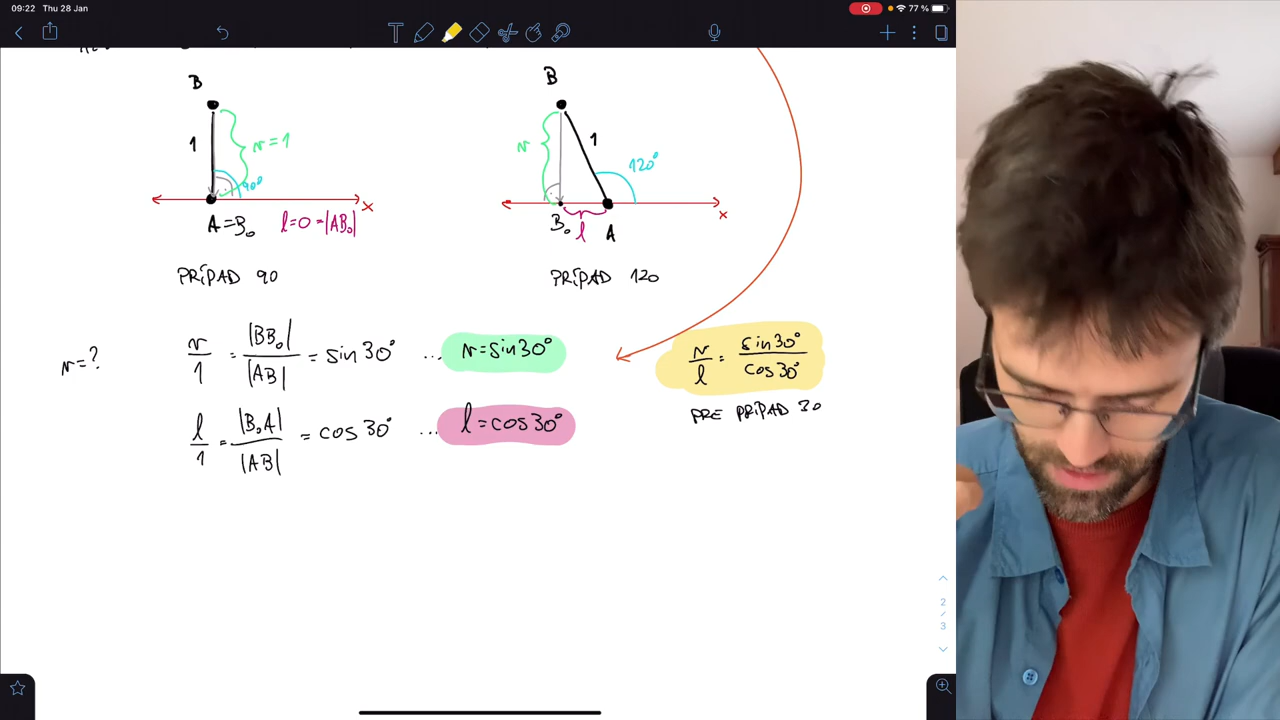 09:22 Thu 28 Jan
77 %
B
1
v = 1
90°
x
A = B₀
l = 0 = |AB₀|
PRÍPAD 90
B
v
1
120°
x
B₀
l
A
PRÍPAD 120
v = ?
v/1 = |BB₀|/|AB| = sin 30° ... v = sin 30°
l/1 = |B₀A|/|AB| = cos 30° ... l = cos 30°
v/l = sin 30°/cos 30°
PRE PRÍPAD 30
2
/
3